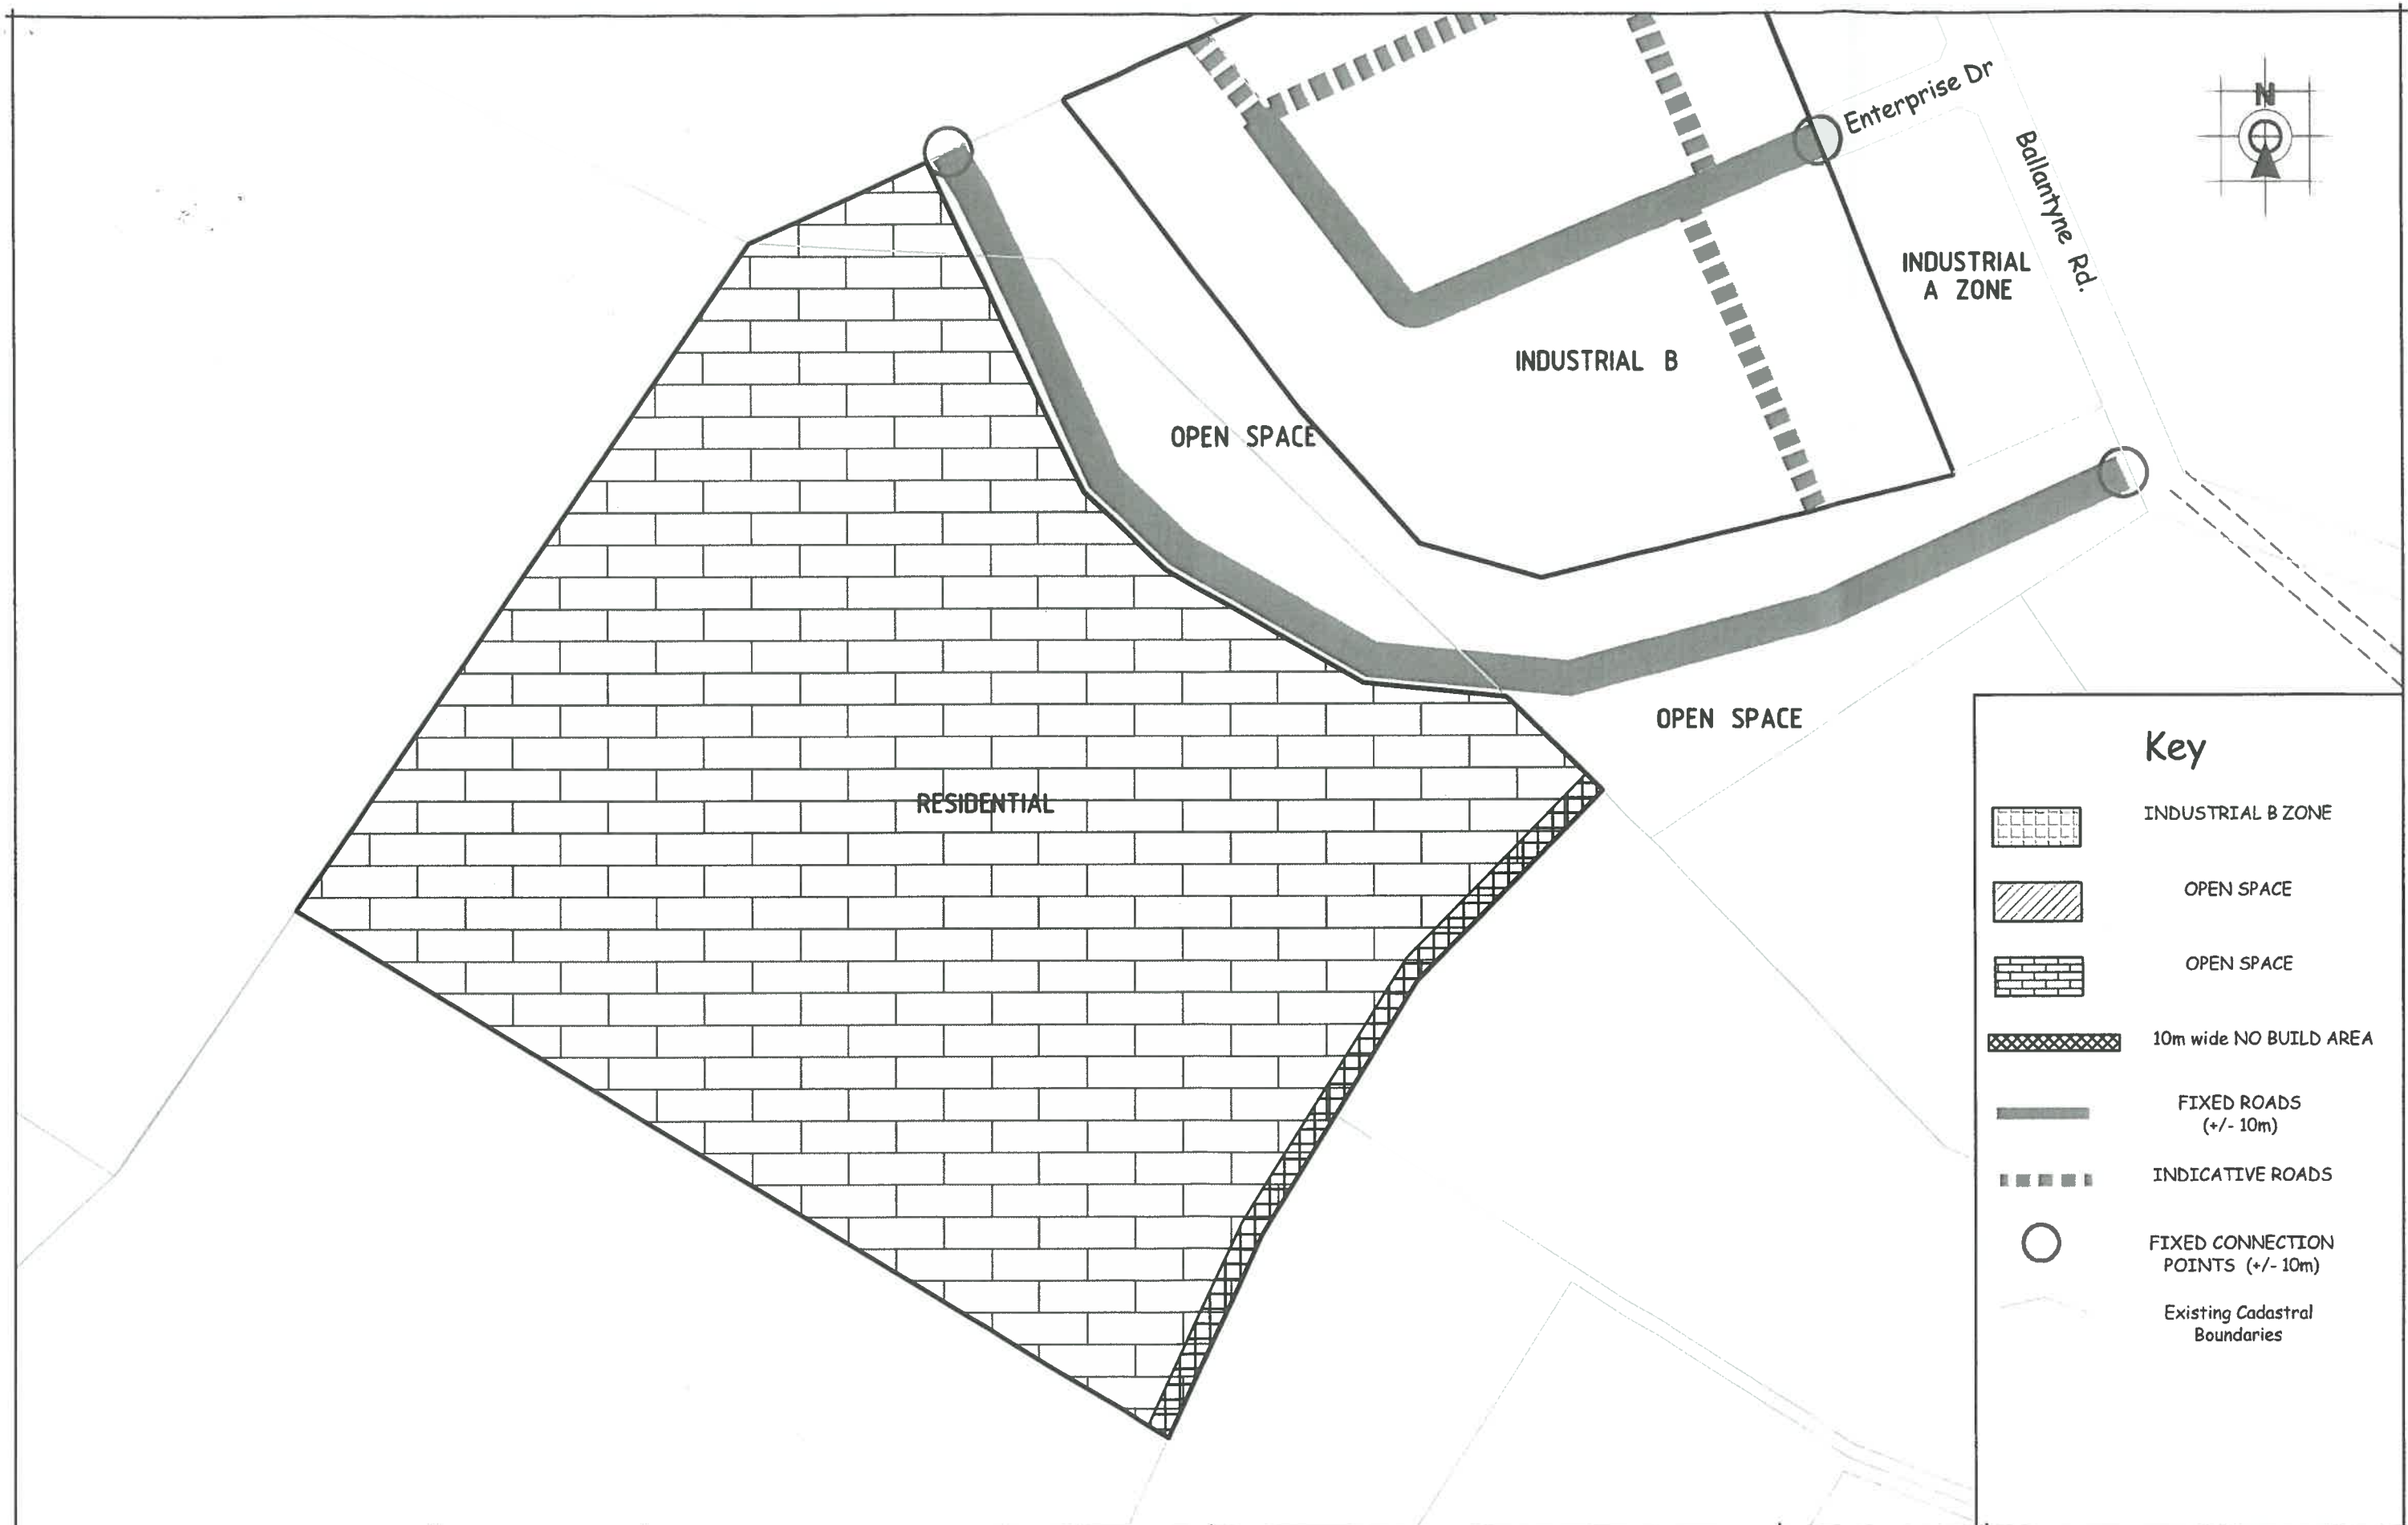 N
Enterprise Dr
Ballantyne Rd.
INDUSTRIAL
A ZONE
INDUSTRIAL B
OPEN SPACE
OPEN SPACE
RESIDENTIAL
Key
INDUSTRIAL B ZONE
OPEN SPACE
OPEN SPACE
10m wide NO BUILD AREA
FIXED ROADS
(+/- 10m)
INDICATIVE ROADS
FIXED CONNECTION
POINTS (+/- 10m)
Existing Cadastral
Boundaries